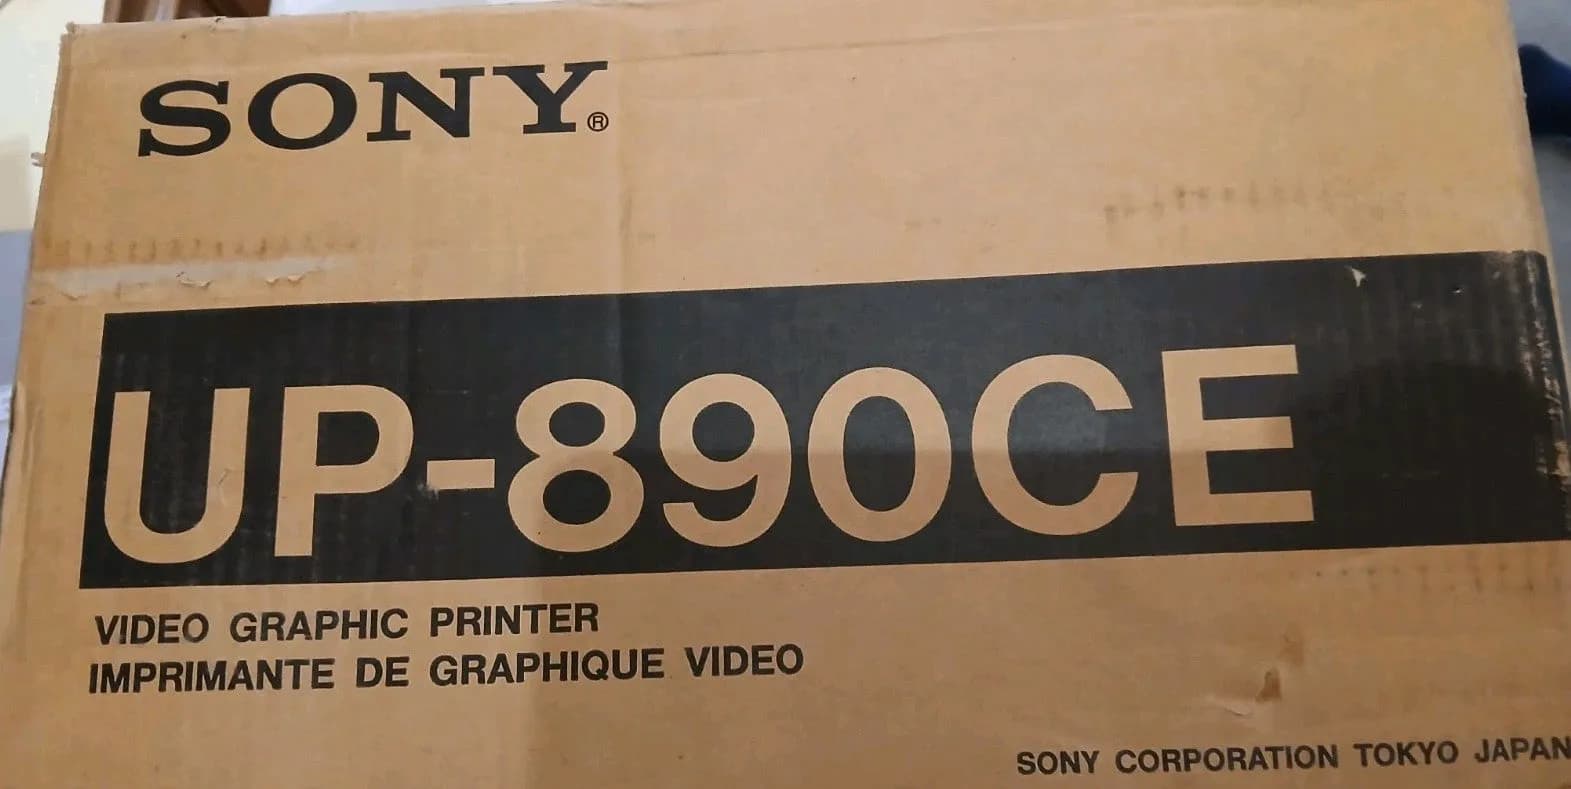 SONY®
UP-890CE
VIDEO GRAPHIC PRINTER
IMPRIMANTE DE GRAPHIQUE VIDEO
SONY CORPORATION TOKYO JAPAN